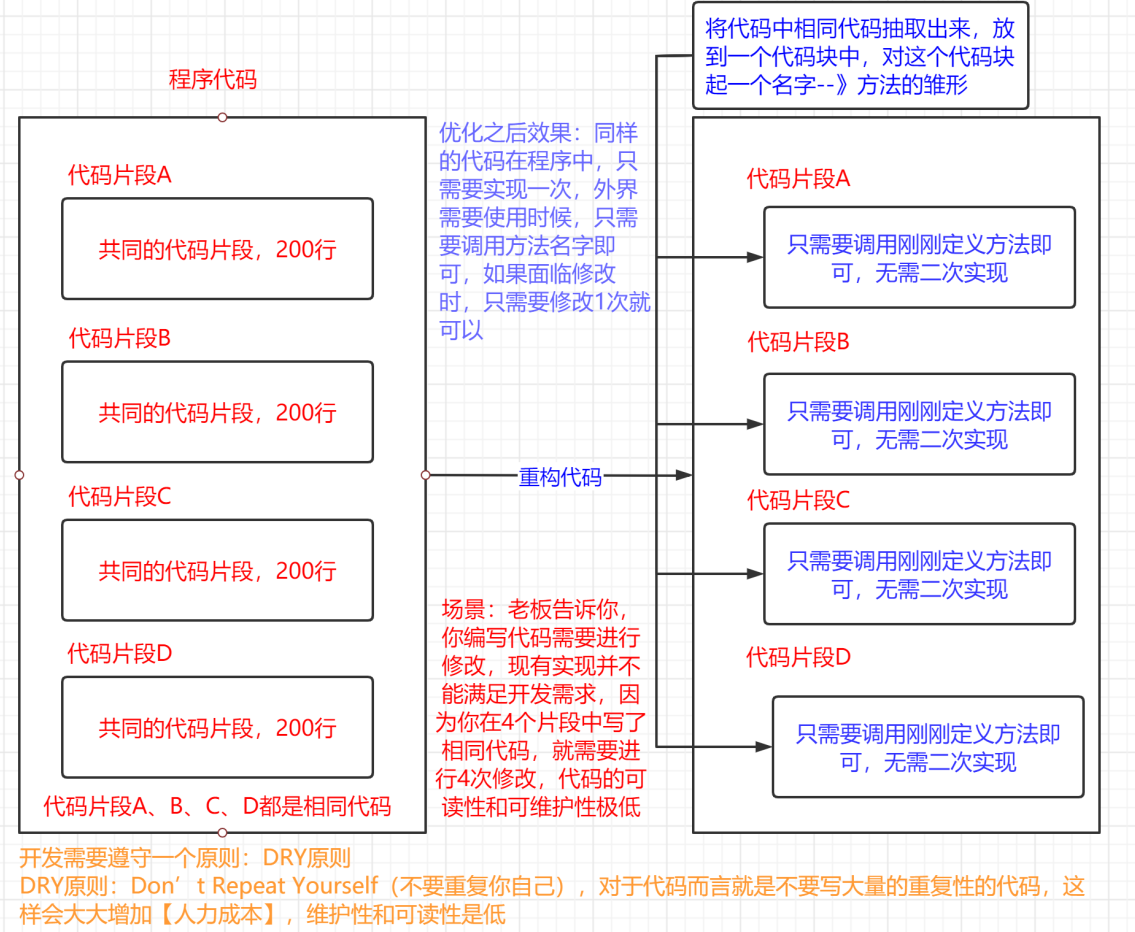 程序代码
代码片段A
共同的代码片段，200行
代码片段B
共同的代码片段，200行
代码片段C
共同的代码片段，200行
代码片段D
共同的代码片段，200行
代码片段A、B、C、D都是相同代码
优化之后效果：同样
的代码在程序中，只
需要实现一次，外界
需要使用时候，只需
要调用方法名字即
可，如果面临修改
时，只需要修改1次就
可以
重构代码
场景：老板告诉你，
你编写代码需要进行
修改，现有实现并不
能满足开发需求，因
为你在4个片段中写了
相同代码，就需要进
行4次修改，代码的可
读性和可维护性极低
将代码中相同代码抽取出来，放
到一个代码块中，对这个代码块
起一个名字--》方法的雏形
代码片段A
只需要调用刚刚定义方法即
可，无需二次实现
代码片段B
只需要调用刚刚定义方法即
可，无需二次实现
代码片段C
只需要调用刚刚定义方法即
可，无需二次实现
代码片段D
只需要调用刚刚定义方法即
可，无需二次实现
开发需要遵守一个原则：DRY原则
DRY原则：Don’t Repeat Yourself（不要重复你自己），对于代码而言就是不要写大量的重复性的代码，这
样会大大增加【人力成本】，维护性和可读性是低